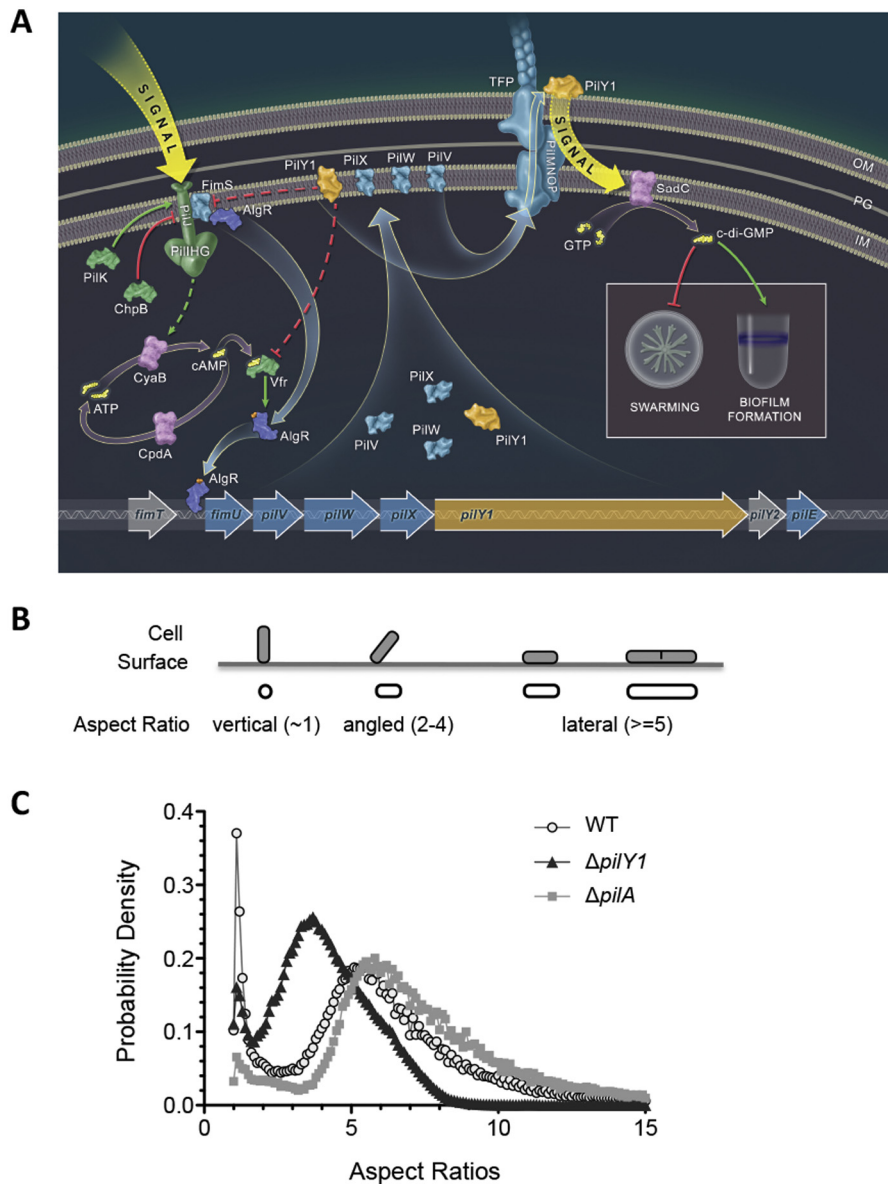 A
SIGNAL
TFP
PilY1
SIGNAL
PilMNOP
OM
PG
IM
PilY1
PilX
PilW
PilV
FimS
PilJ
AlgR
PilIHG
SadC
GTP
c-di-GMP
PilK
ChpB
CyaB
cAMP
Vfr
ATP
CpdA
AlgR
AlgR
PilX
PilV
PilW
PilY1
SWARMING
BIOFILM
FORMATION
fimT
fimU
pilV
pilW
pilX
pilY1
pilY2
pilE
B
Cell
Surface
Aspect Ratio
vertical (~1)
angled (2-4)
lateral (>=5)
C
WT
ΔpilY1
ΔpilA
Probability Density
0.4
0.3
0.2
0.1
0.0
0
5
10
15
Aspect Ratios